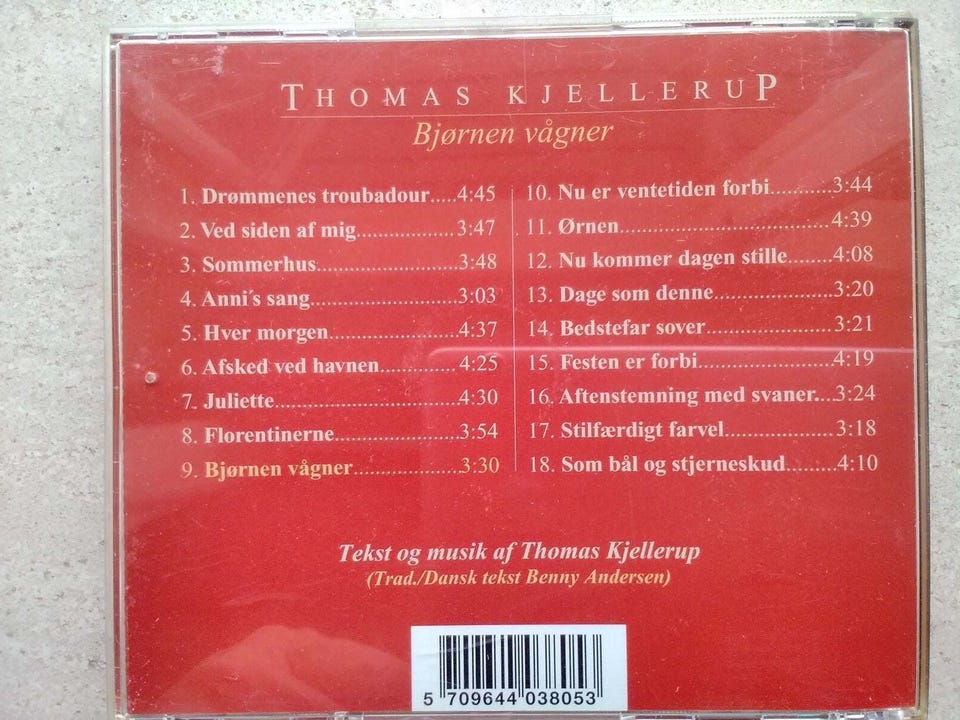 THOMAS KJELLERUP
Bjørnen vågner
1. Drømmenes troubadour.....4:45
2. Ved siden af mig..................3:47
3. Sommerhus.........................3:48
4. Anni´s sang..........................3:03
5. Hver morgen.......................4:37
6. Afsked ved havnen..............4:25
7. Juliette.................................4:30
8. Florentinerne......................3:54
9. Bjørnen vågner...................3:30
10. Nu er ventetiden forbi...........3:44
11. Ørnen.....................................4:39
12. Nu kommer dagen stille........4:08
13. Dage som denne.....................3:20
14. Bedstefar sover......................3:21
15. Festen er forbi........................4:19
16. Aftenstemning med svaner....3:24
17. Stilfærdigt farvel...................3:18
18. Som bål og stjerneskud.........4:10
Tekst og musik af Thomas Kjellerup
(Trad./Dansk tekst Benny Andersen)
5 709644 038053